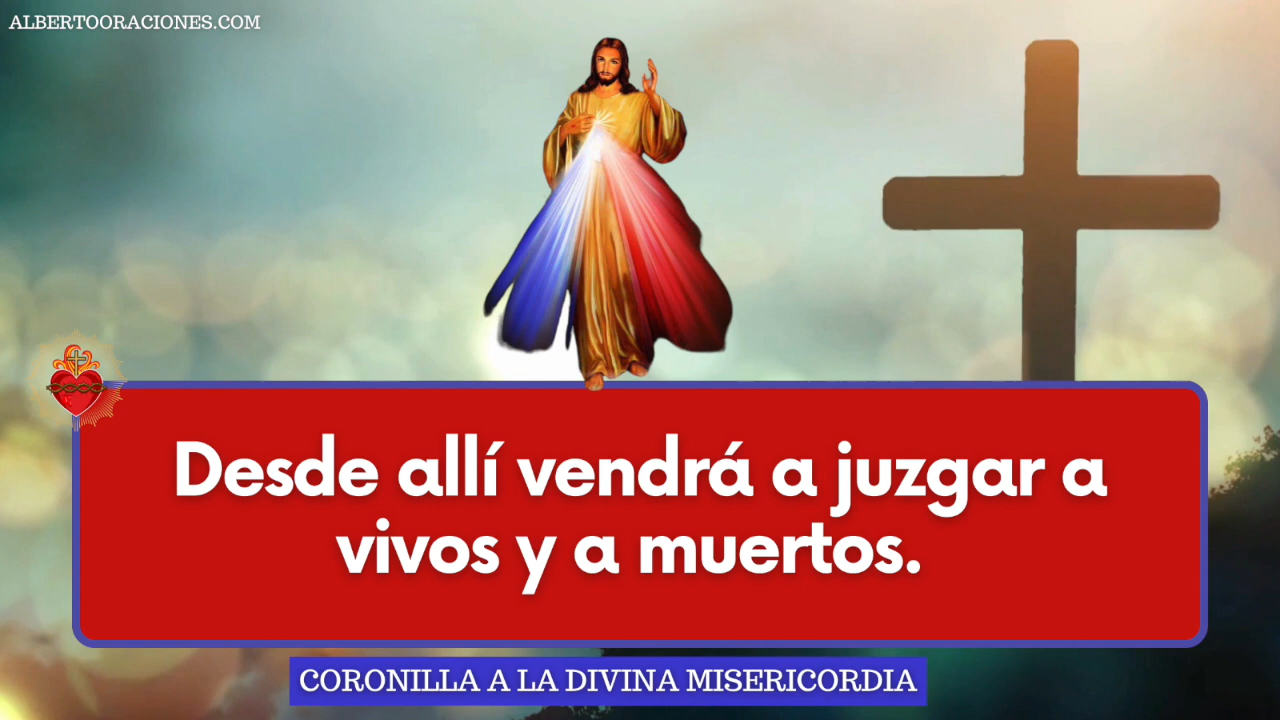 ALBERTOORACIONES.COM
Desde allí vendrá a juzgar a
vivos y a muertos.
CORONILLA A LA DIVINA MISERICORDIA